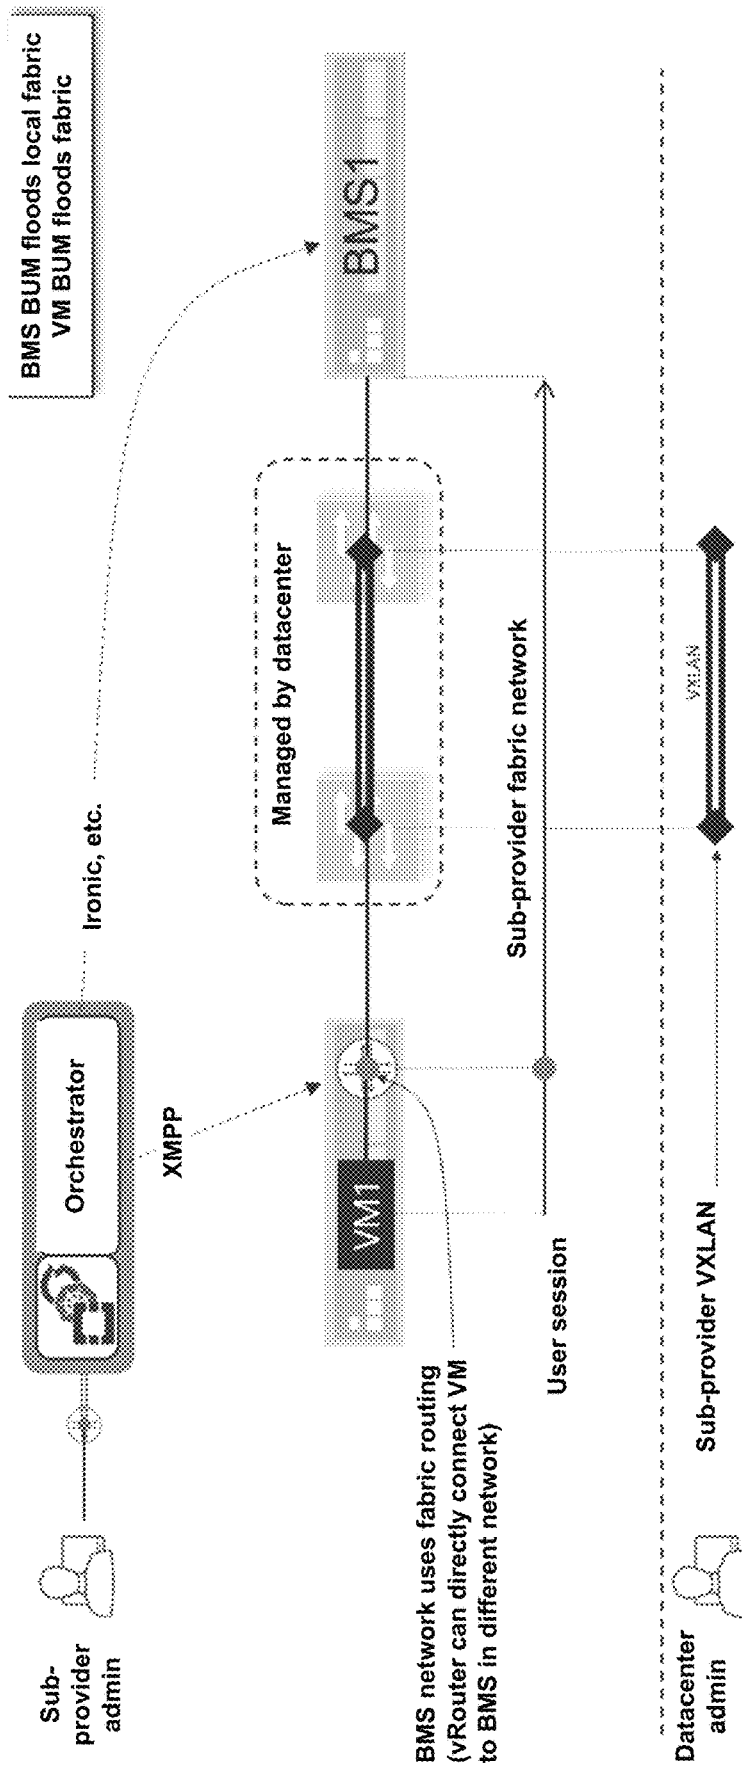 BMS BUM floods local fabric
VM BUM floods fabric
Sub-
provider
admin
Orchestrator
Ironic, etc.
XMPP
Managed by datacenter
VM1
BMS1
BMS network uses fabric routing
(vRouter can directly connect VM
to BMS in different network)
Sub-provider fabric network
User session
Datacenter
admin
Sub-provider VXLAN
VXLAN